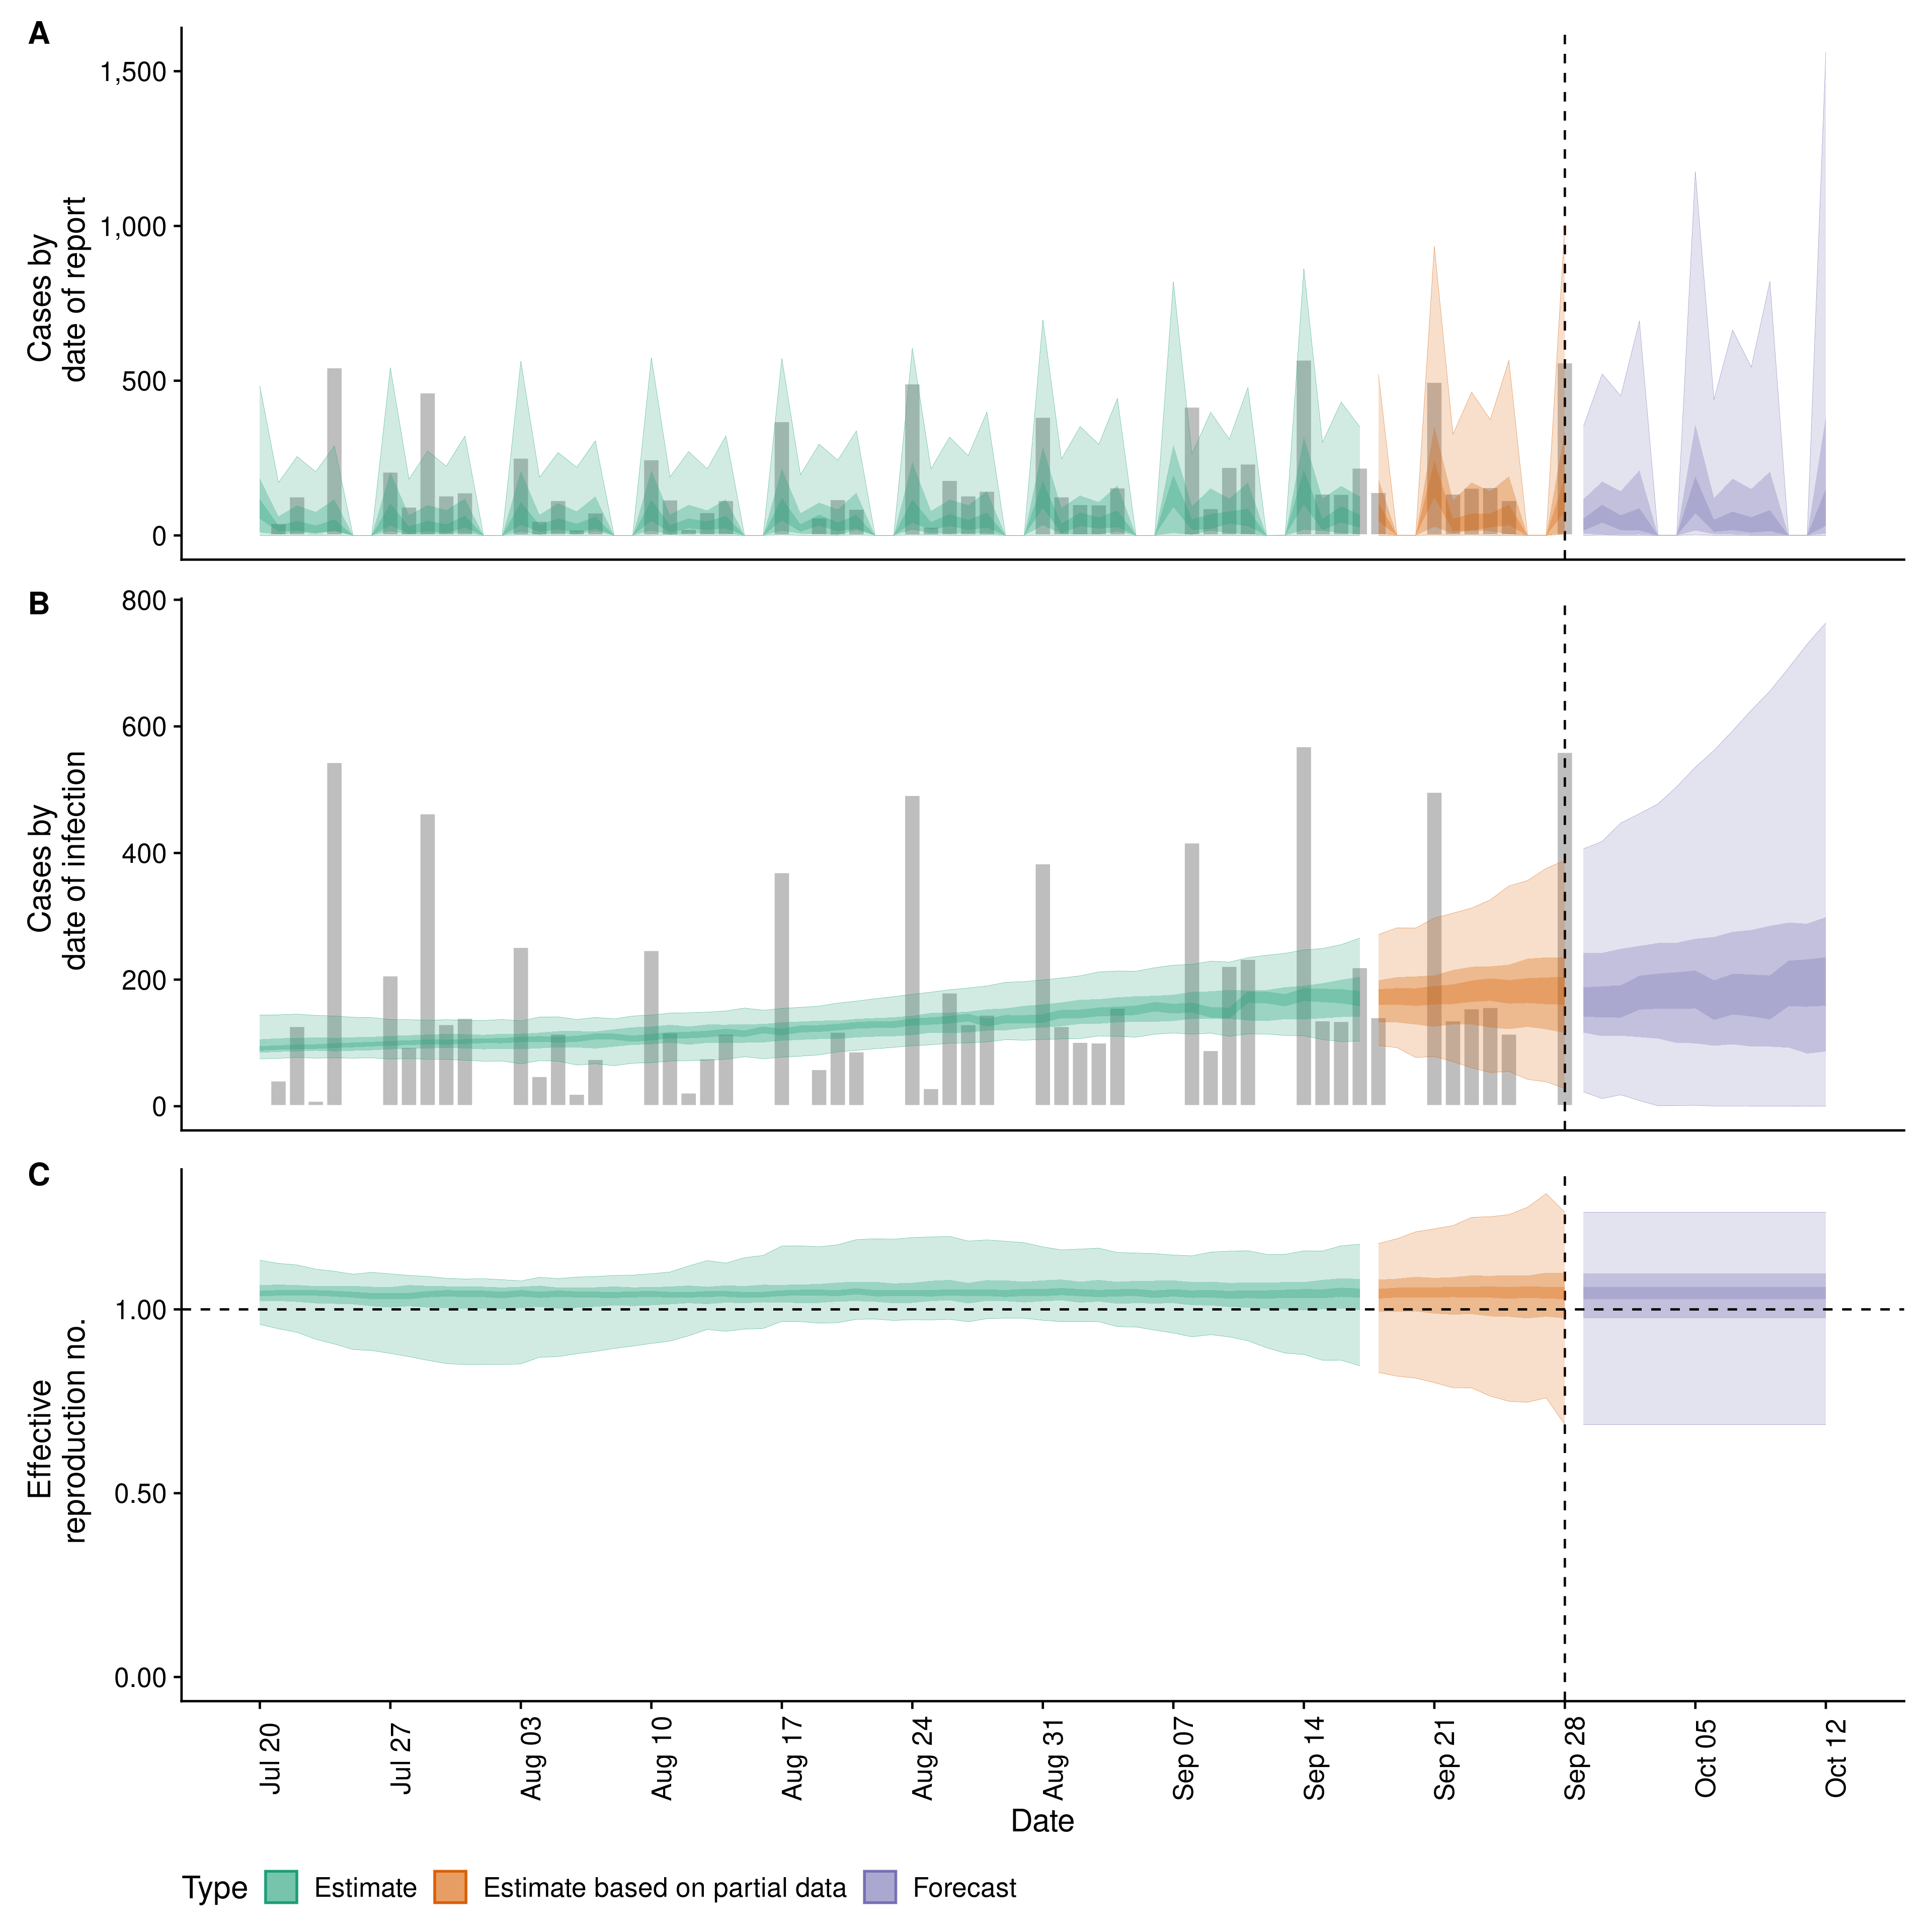 A
Cases by
date of report
1,500
1,000
500
0
B
Cases by
date of infection
800
600
400
200
0
C
Effective
reproduction no.
1.00
0.50
0.00
Jul 20
Jul 27
Aug 03
Aug 10
Aug 17
Aug 24
Aug 31
Sep 07
Sep 14
Sep 21
Sep 28
Oct 05
Oct 12
Date
Type Estimate Estimate based on partial data Forecast